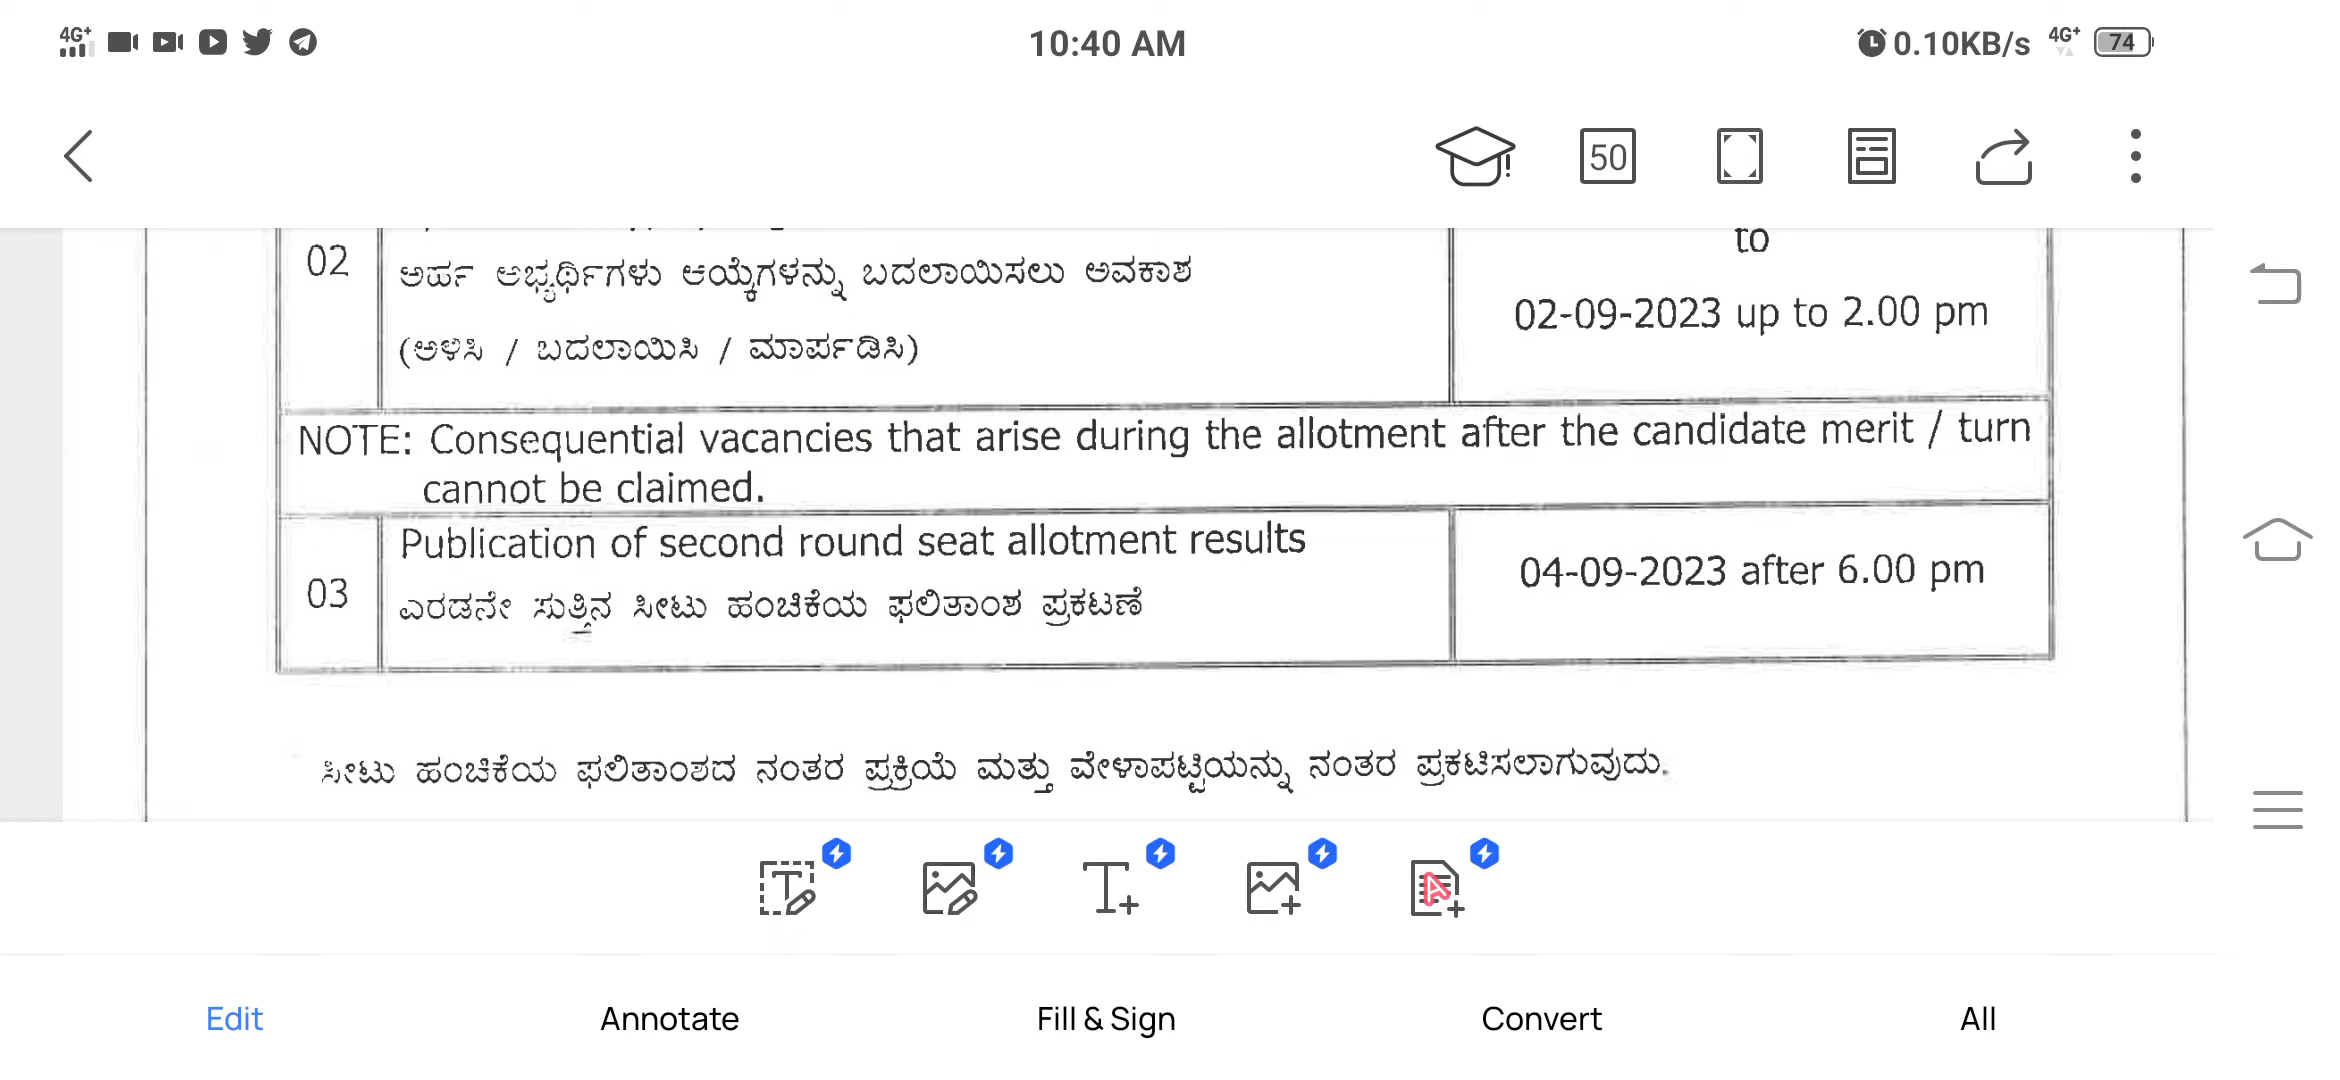 4G+
10:40 AM
0.10KB/s 4G+ 74
50
02
ಅರ್ಹ ಅಭ್ಯರ್ಥಿಗಳು ಆಯ್ಕೆಗಳನ್ನು ಬದಲಾಯಿಸಲು ಅವಕಾಶ
(ಅಳಿಸಿ / ಬದಲಾಯಿಸಿ / ಮಾರ್ಪಡಿಸಿ)
to
02-09-2023 up to 2.00 pm
NOTE: Consequential vacancies that arise during the allotment after the candidate merit / turn
cannot be claimed.
03
Publication of second round seat allotment results
ಎರಡನೇ ಸುತ್ತಿನ ಸೀಟು ಹಂಚಿಕೆಯ ಫಲಿತಾಂಶ ಪ್ರಕಟಣೆ
04-09-2023 after 6.00 pm
ಸೀಟು ಹಂಚಿಕೆಯ ಫಲಿತಾಂಶದ ನಂತರ ಪ್ರಕ್ರಿಯೆ ಮತ್ತು ವೇಳಾಪಟ್ಟಿಯನ್ನು ನಂತರ ಪ್ರಕಟಿಸಲಾಗುವುದು.
Edit Annotate Fill & Sign Convert All